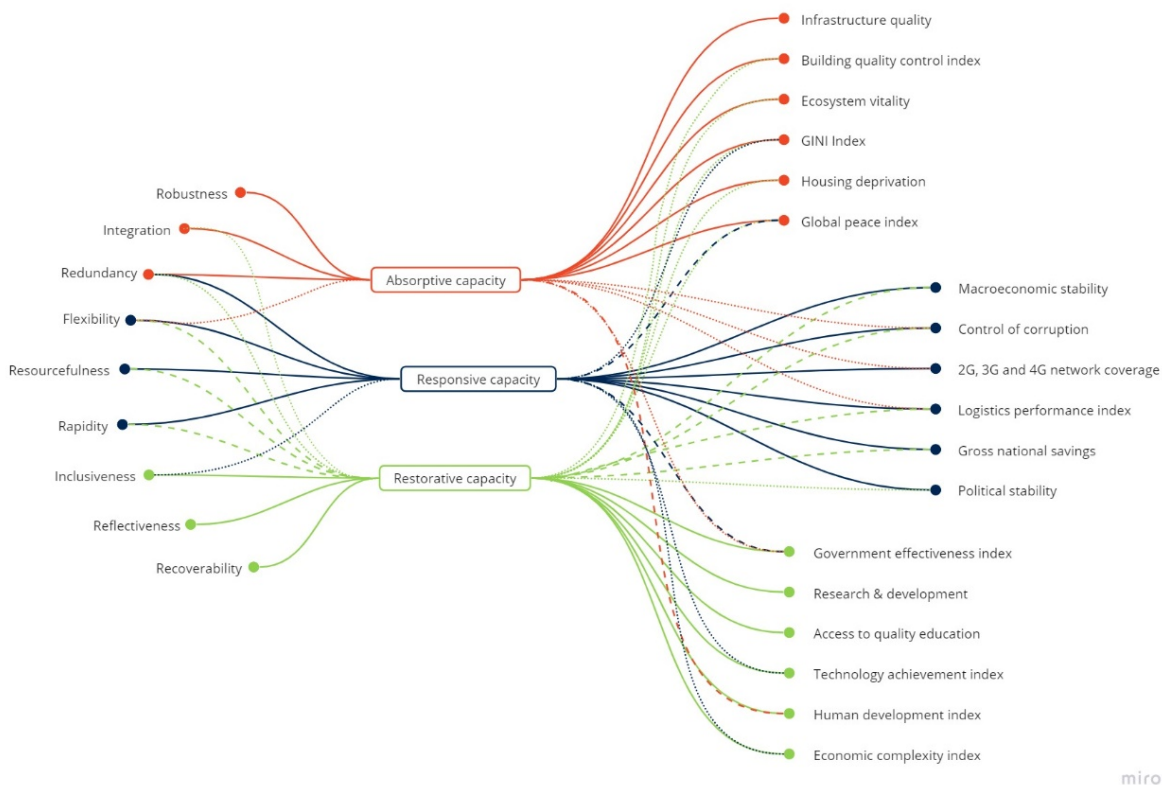 Robustness
Integration
Redundancy
Flexibility
Resourcefulness
Rapidity
Inclusiveness
Reflectiveness
Recoverability
Absorptive capacity
Responsive capacity
Restorative capacity
Infrastructure quality
Building quality control index
Ecosystem vitality
GINI Index
Housing deprivation
Global peace index
Macroeconomic stability
Control of corruption
2G, 3G and 4G network coverage
Logistics performance index
Gross national savings
Political stability
Government effectiveness index
Research & development
Access to quality education
Technology achievement index
Human development index
Economic complexity index
miro